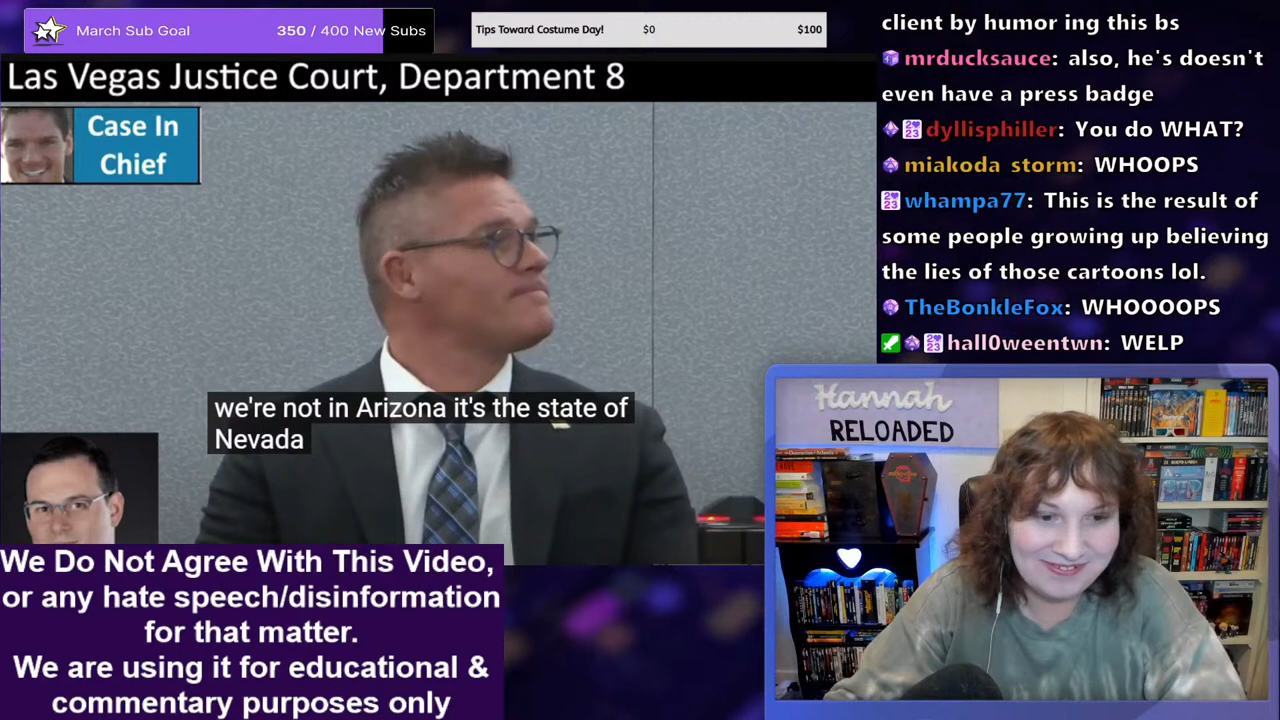 March Sub Goal
350 / 400 New Subs
Tips Toward Costume Day!
$0
$100
Las Vegas Justice Court, Department 8
Case In
Chief
we're not in Arizona it's the state of
Nevada
We Do Not Agree With This Video,
or any hate speech/disinformation
for that matter.
We are using it for educational &
commentary purposes only
client by humor ing this bs
mrducksauce: also, he's doesn't
even have a press badge
dyllisphiller: You do WHAT?
miakoda_storm: WHOOPS
whampa77: This is the result of
some people growing up believing
the lies of those cartoons lol.
TheBonkleFox: WHOOOOPS
hall0weentwn: WELP
Hannah
RELOADED